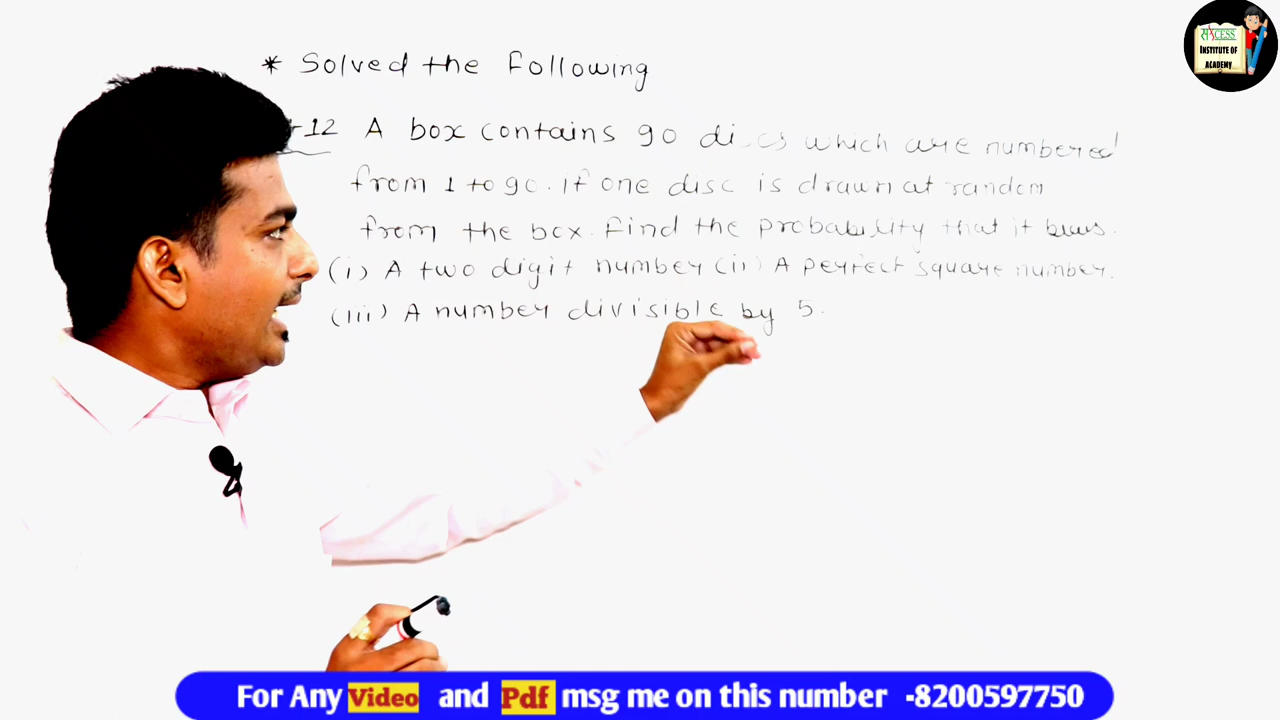 * Solved the following
-12 A box contains 90 discs which are numbered
from 1 to 90. If one disc is drawn at random
from the box. Find the probability that it bears.
(i) A two digit number (ii) A perfect square number.
(iii) A number divisible by 5.
INSTITUTE OF
ACADEMY
For Any Video and Pdf msg me on this number -8200597750